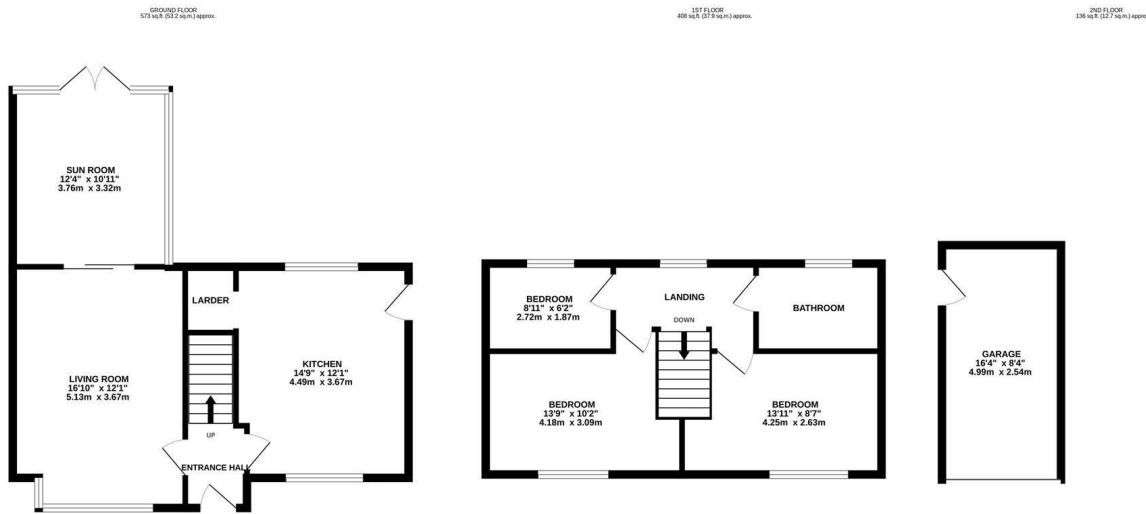 GROUND FLOOR
573 sq.ft. (53.2 sq.m.) approx.
1ST FLOOR
408 sq.ft. (37.9 sq.m.) approx.
2ND FLOOR
136 sq.ft. (12.7 sq.m.) approx
SUN ROOM
12'4" x 10'11"
3.76m x 3.32m
LARDER
KITCHEN
14'9" x 12'1"
4.49m x 3.67m
LIVING ROOM
16'10" x 12'1"
5.13m x 3.67m
UP
ENTRANCE HALL
BEDROOM
8'11" x 6'2"
2.72m x 1.87m
LANDING
DOWN
BATHROOM
BEDROOM
13'9" x 10'2"
4.18m x 3.09m
BEDROOM
13'11" x 8'7"
4.25m x 2.63m
GARAGE
16'4" x 8'4"
4.99m x 2.54m